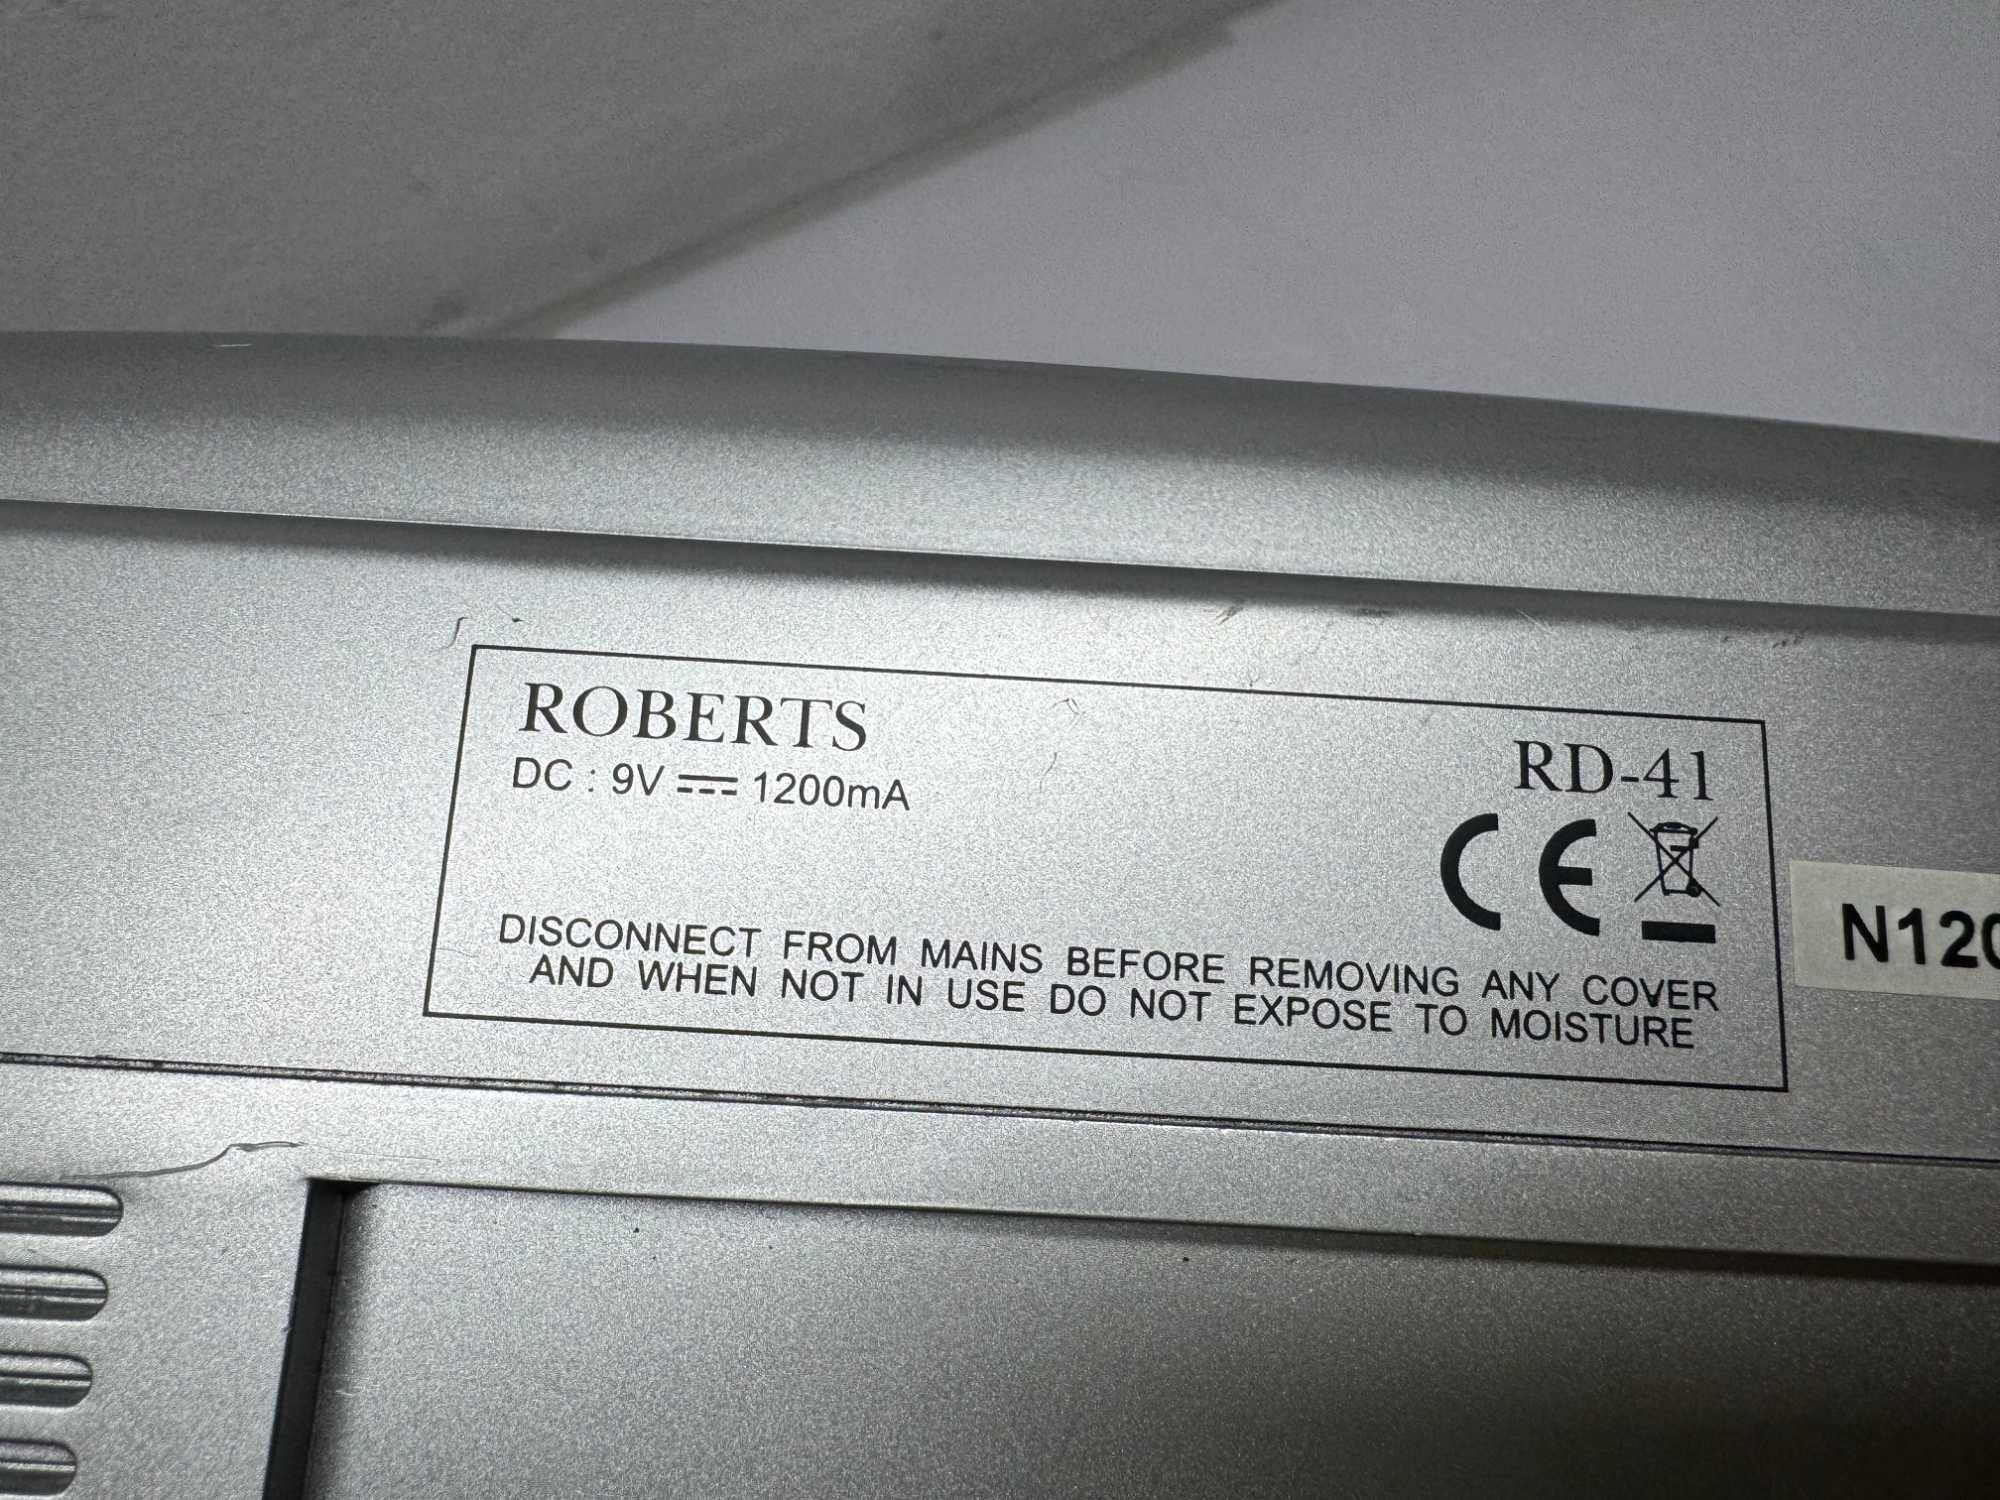 ROBERTS
RD-41
DC : 9V ⎓ 1200mA
CE
N120
DISCONNECT FROM MAINS BEFORE REMOVING ANY COVER
AND WHEN NOT IN USE DO NOT EXPOSE TO MOISTURE